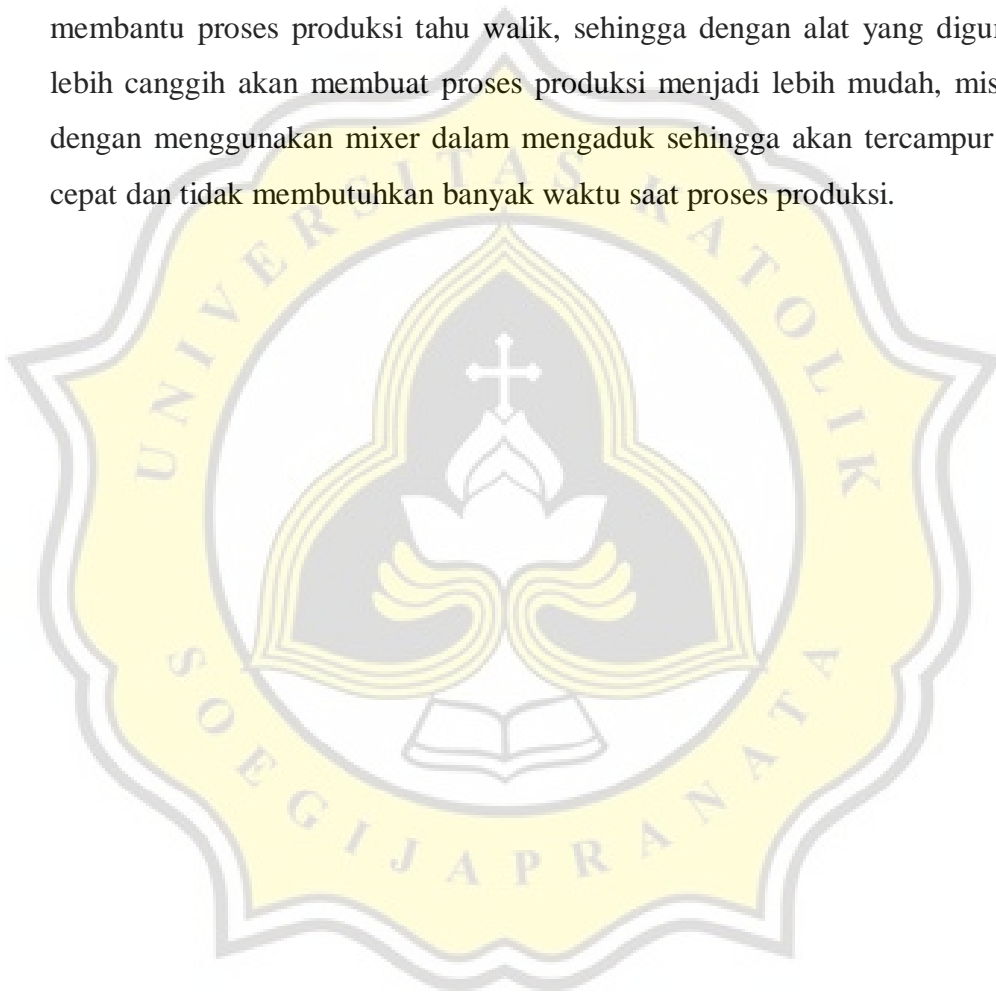 membantu proses produksi tahu walik, sehingga dengan alat yang
lebih canggih akan membuat proses produksi menjadi lebih mudah,
dengan menggunakan mixer dalam mengaduk sehingga akan tercampur
cepat dan tidak membutuhkan banyak waktu saat proses produksi.
UNIVERSITAS KATOLIK
SOEGIJAPRANATA